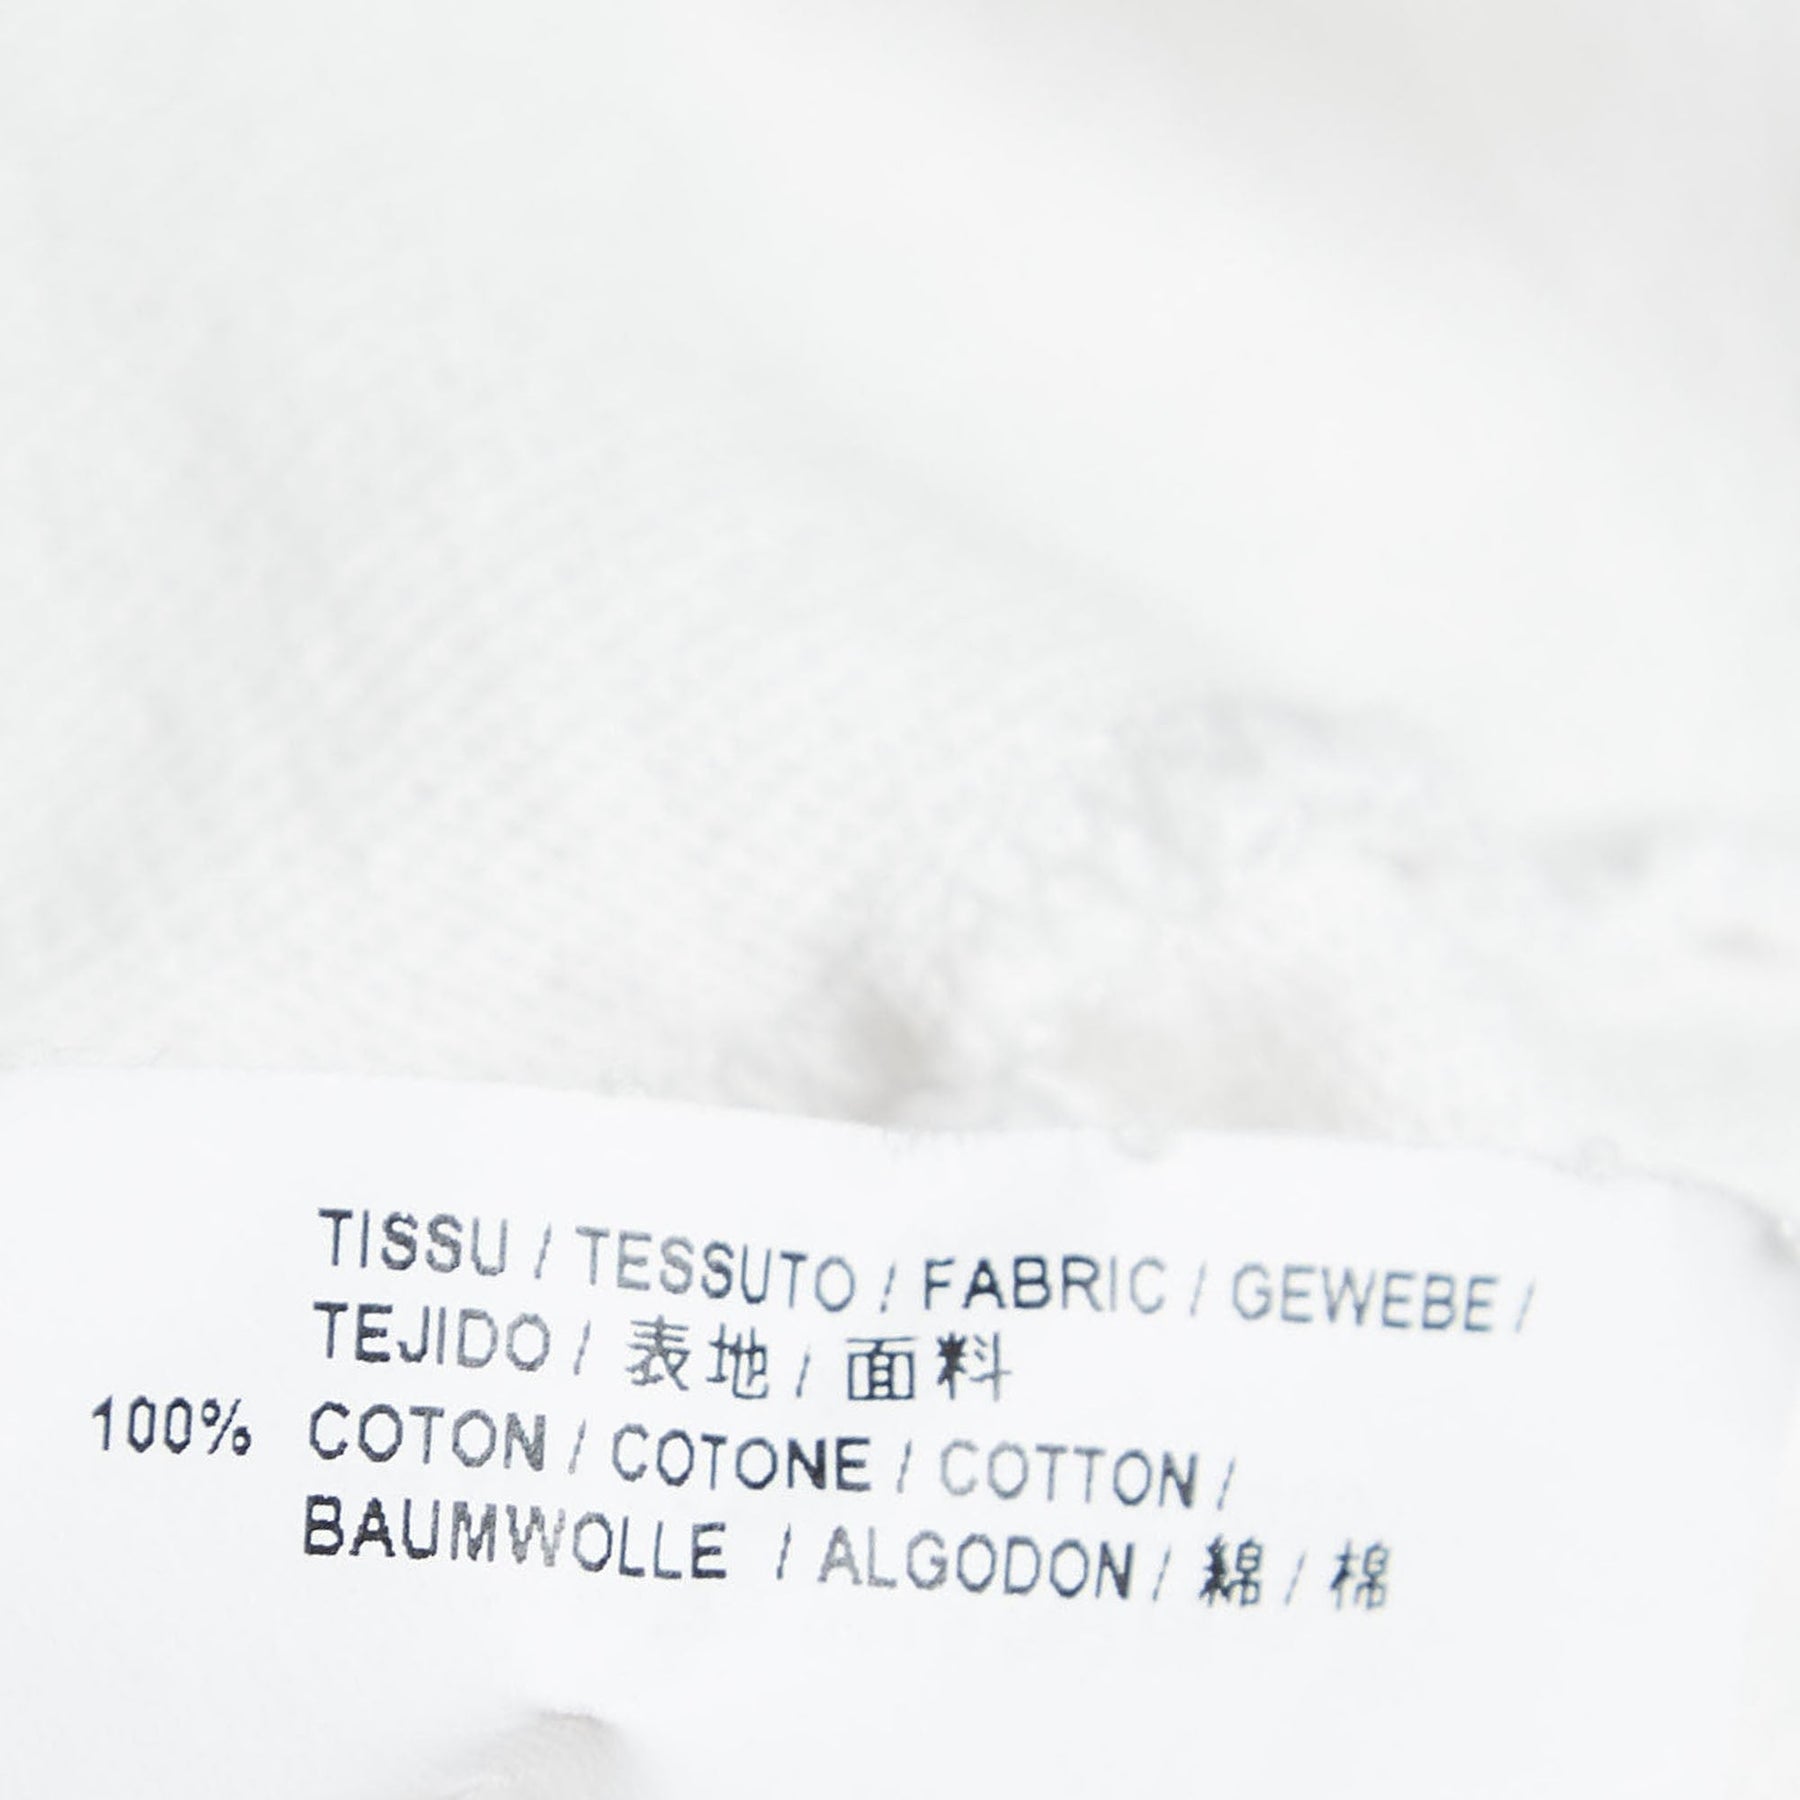 TISSU / TESSUTO / FABRIC / GEWEBE /
TEJIDO / 表地 / 面料
100% COTON / COTONE / COTTON /
BAUMWOLLE / ALGODON / 綿 / 棉